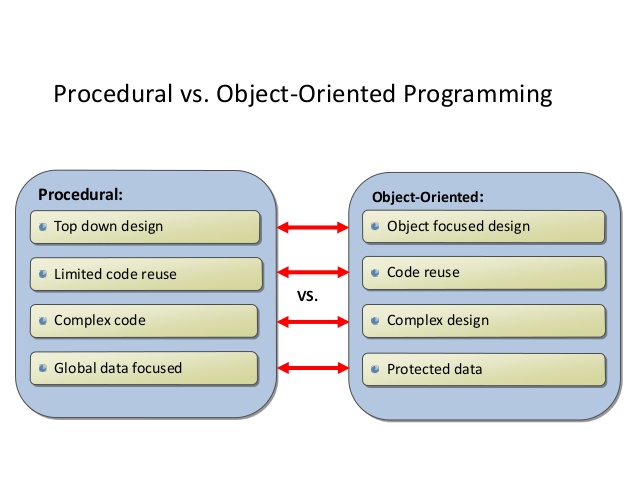 Procedural vs. Object-Oriented Programming
Procedural:
Top down design
Limited code reuse
Complex code
Global data focused
VS.
Object-Oriented:
Object focused design
Code reuse
Complex design
Protected data